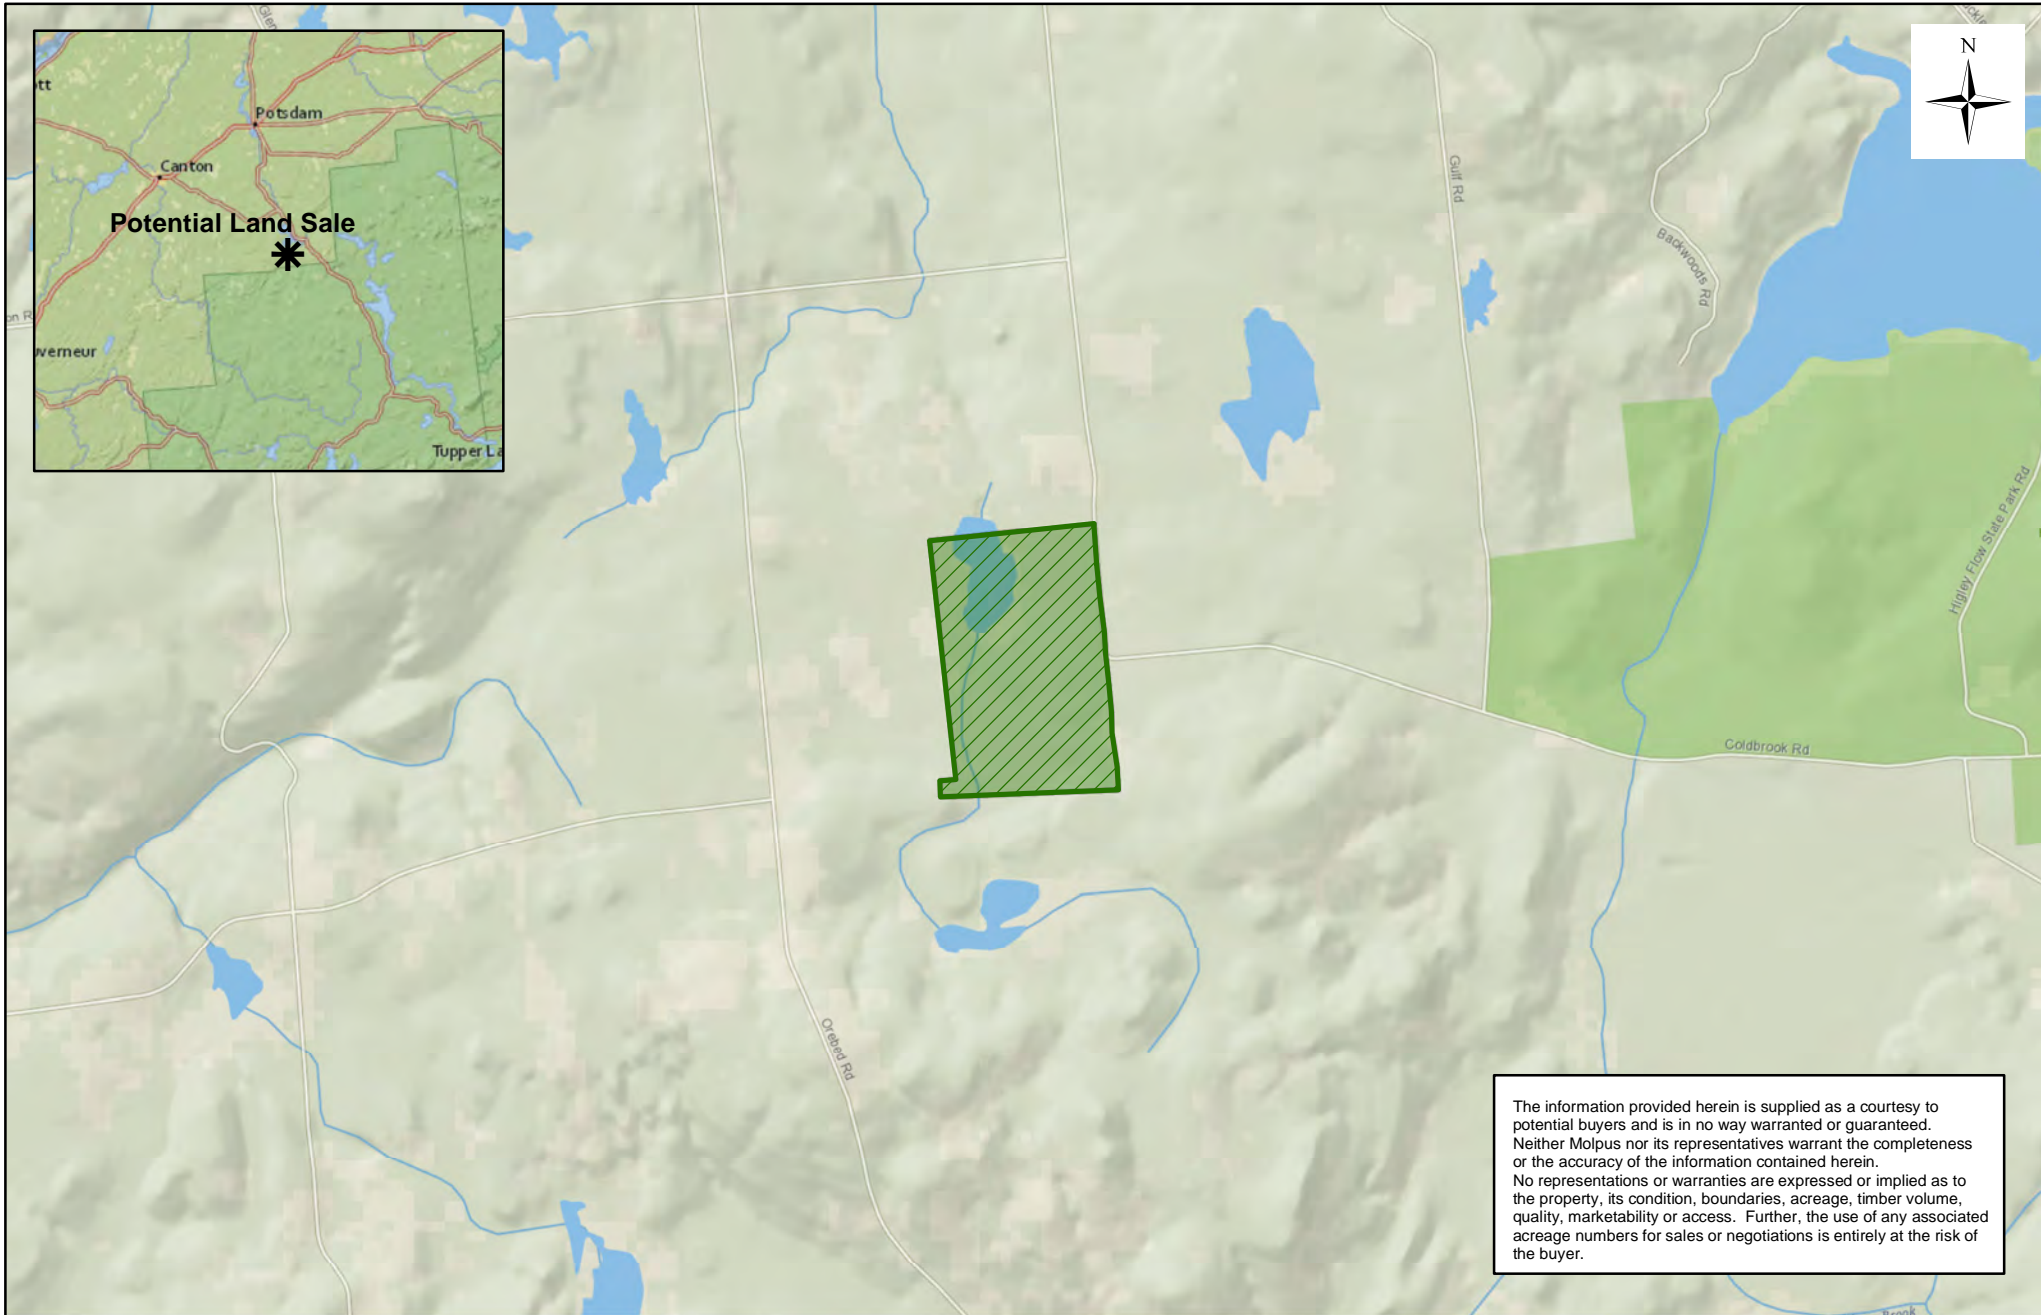 Glen
N
ott
Potsdam
Canton
Potential Land Sale
uverneur
Tupper La
on R
Gulf Rd
Backwoods Rd
Higley Flow State Park Rd
Coldbrook Rd
Orebed Rd
The information provided herein is supplied as a courtesy to
potential buyers and is in no way warranted or guaranteed.
Neither Molpus nor its representatives warrant the completeness
or the accuracy of the information contained herein.
No representations or warranties are expressed or implied as to
the property, its condition, boundaries, acreage, timber volume,
quality, marketability or access.  Further, the use of any associated
acreage numbers for sales or negotiations is entirely at the risk of
the buyer.
Brook